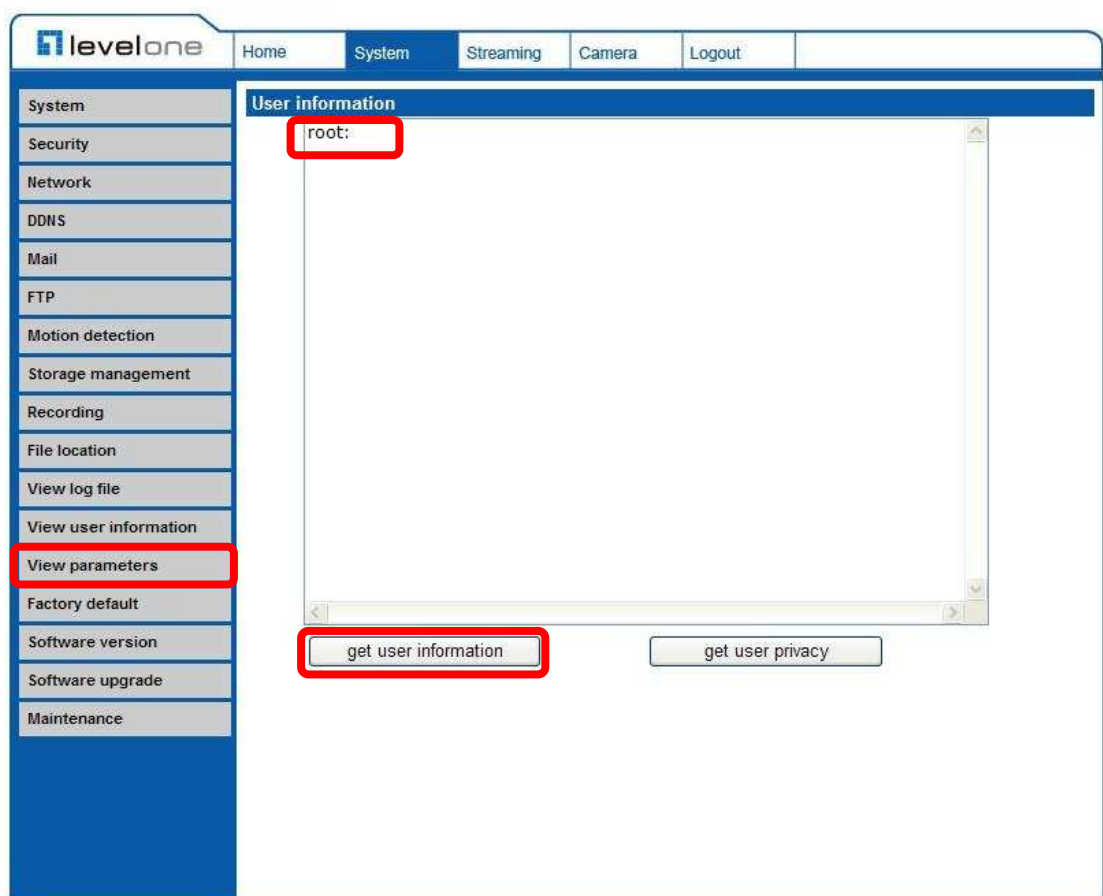 levelone
Home System Streaming Camera Logout
System
Security
Network
DDNS
Mail
FTP
Motion detection
Storage management
Recording
File location
View log file
View user information
View parameters
Factory default
Software version
Software upgrade
Maintenance
User information
root:
get user information get user privacy